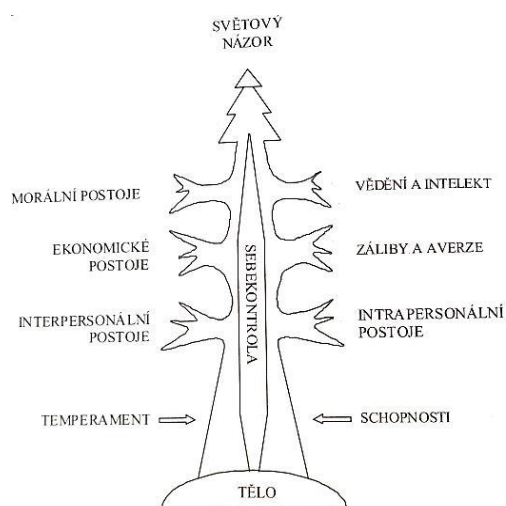 SVĚTOVÝ
NÁZOR
MORÁLNÍ POSTOJE
VĚDĚNÍ A INTELEKT
EKONOMICKÉ
POSTOJE
ZÁLIBY A AVERZE
SEBEKONTROLA
INTERPERSONÁLNÍ
POSTOJE
INTRAPERSONÁLNÍ
POSTOJE
TEMPERAMENT
SCHOPNOSTI
TĚLO